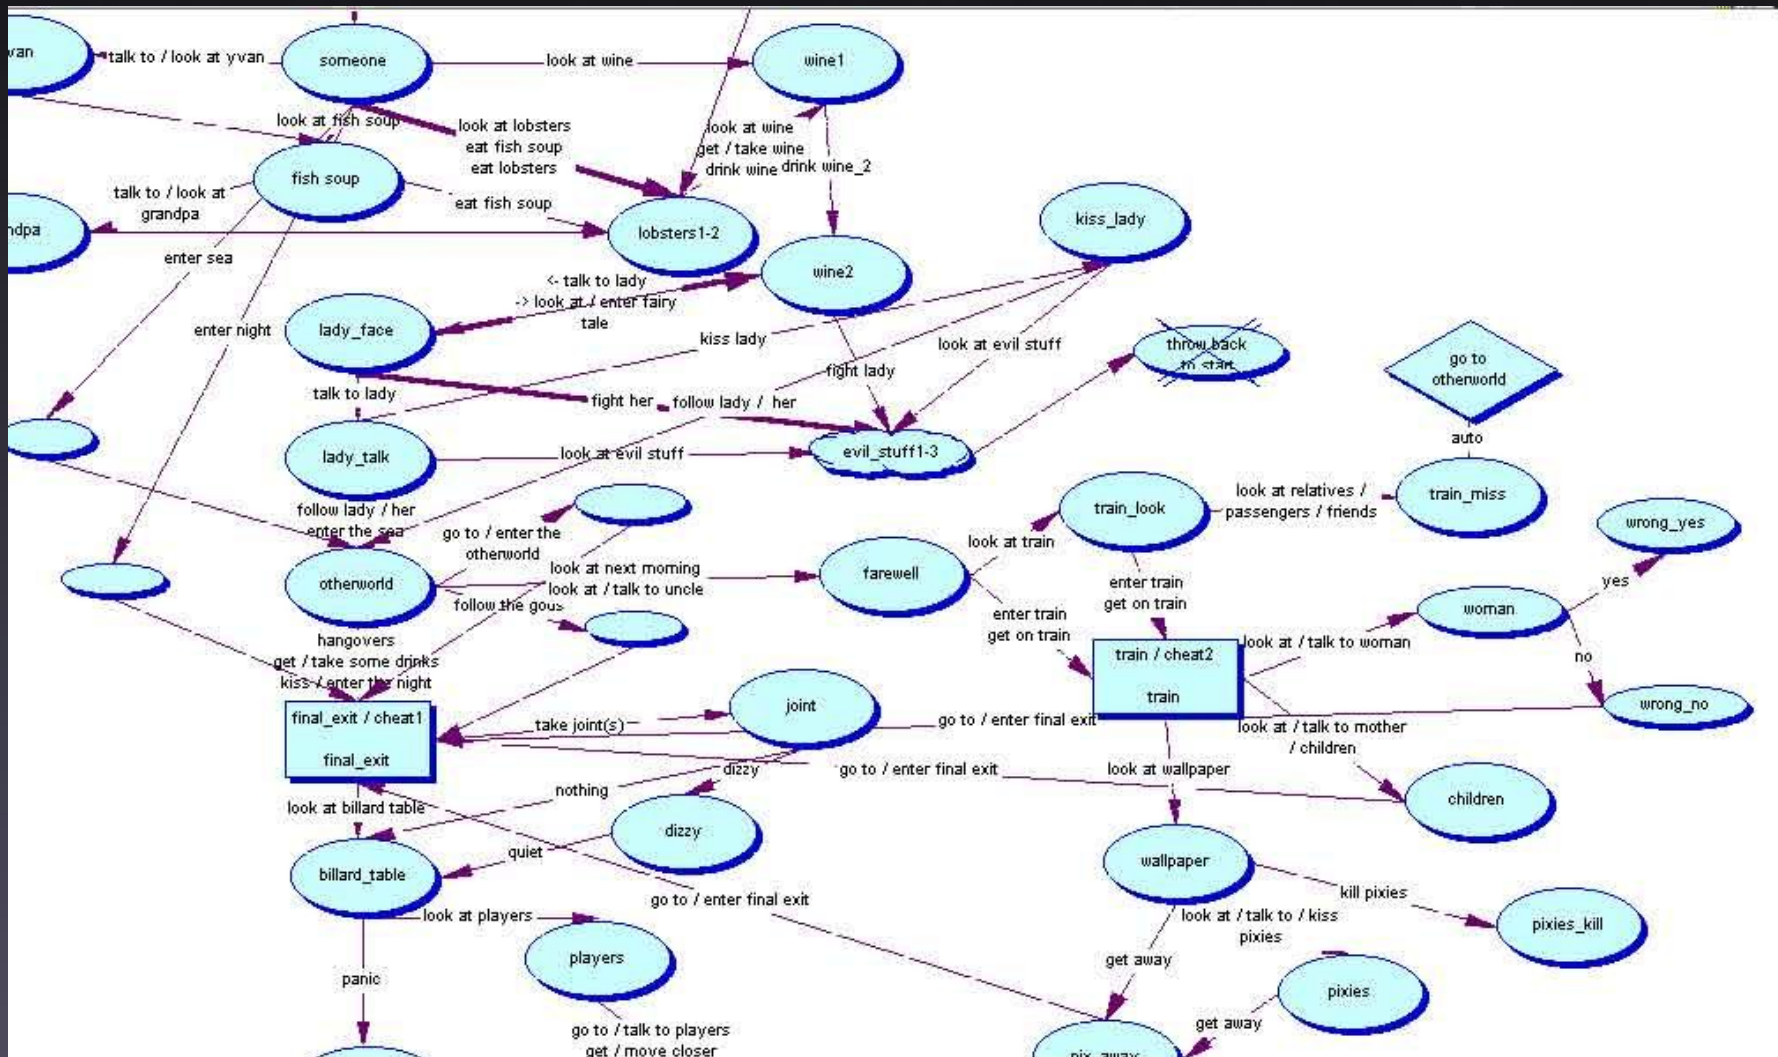 talk to / look at yvan
someone
look at wine
wine1
look at fish soup
look at lobsters
eat fish soup
eat lobsters
look at wine
get / take wine
drink wine
drink wine_2
fish soup
talk to / look at
grandpa
eat fish soup
lobsters1-2
kiss_lady
enter sea
wine2
<- talk to lady
-> look at / enter fairy
tale
lady_face
enter night
kiss lady
look at evil stuff
throw back
to start
go to
otherworld
fight lady
talk to lady
fight her
follow lady / her
auto
lady_talk
look at evil stuff
evil_stuff1-3
train_look
look at relatives /
passengers / friends
train_miss
follow lady / her
enter the sea
go to / enter the
otherworld
look at train
wrong_yes
otherworld
look at next morning
look at / talk to uncle
farewell
enter train
get on train
yes
follow the
woman
enter train
get on train
hangovers
get / take some drinks
kiss / enter the night
look at / talk to woman
no
train / cheat2
train
joint
wrong_no
final_exit / cheat1
final_exit
take joint(s)
go to / enter final exit
look at / talk to mother
/ children
dizzy
go to / enter final exit
look at wallpaper
nothing
children
look at billard table
dizzy
quiet
billard_table
wallpaper
go to / enter final exit
kill pixies
look at players
look at / talk to / kiss
pixies
pixies_kill
players
get away
panic
pixies
go to / talk to players
get / move closer
get away
pix_away